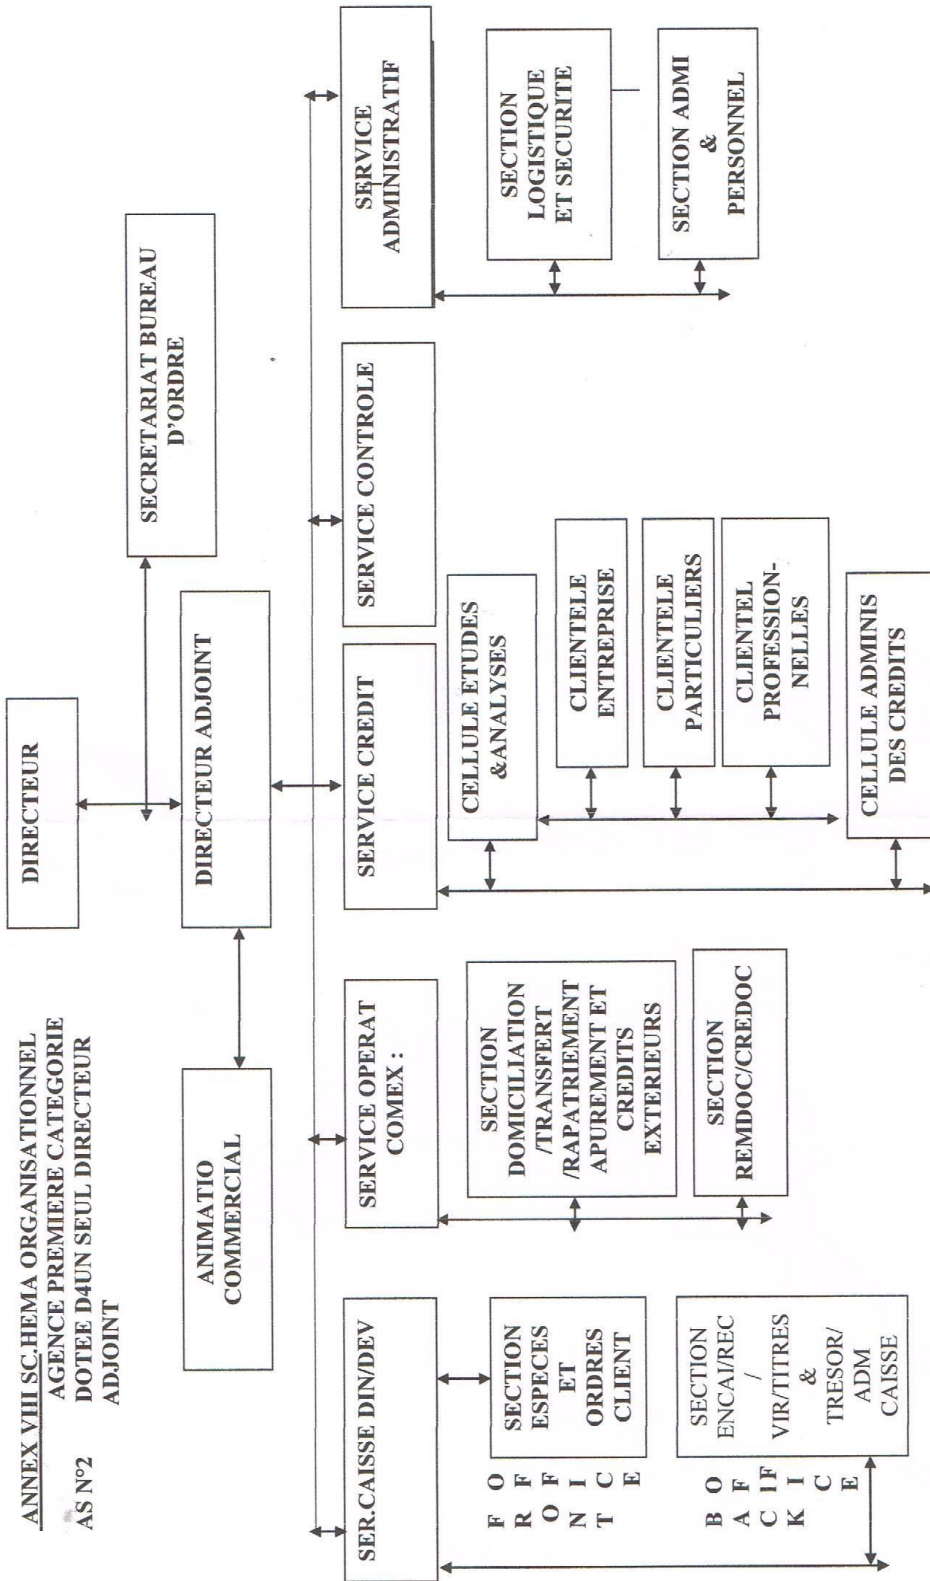 ANNEX VIII SC.HEMA ORGANISATIONNEL
AGENCE PREMIERE CATEGORIE
AS N°2 DOTEE D4UN SEUL DIRECTEUR
ADJOINT
DIRECTEUR
SECRETARIAT BUREAU
D'ORDRE
DIRECTEUR ADJOINT
ANIMATIO
COMMERCIAL
SER.CAISSE DIN/DEV
SERVICE OPERAT
COMEX :
SERVICE CREDIT
SERVICE CONTROLE
SERVICE
ADMINISTRATIF
FRONT
OFFICE
SECTION
ESPECES
ET
ORDRES
CLIENT
BACK
OFFICE
SECTION
ENCAI/REC
/
VIR/TITRES
&
TRESOR/
ADM
CAISSE
SECTION
DOMICILIATION
/TRANSFERT
/RAPATRIEMENT
APUREMENT ET
CREDITS
EXTERIEURS
SECTION
REMDOC/CREDOC
CELLULE ETUDES
&ANALYSES
CLIENTELE
ENTREPRISE
CLIENTELE
PARTICULIERS
CLIENTEL
PROFESSION-
NELLES
CELLULE ADMINIS
DES CREDITS
SECTION
LOGISTIQUE
ET SECURITE
SECTION ADMI
&
PERSONNEL